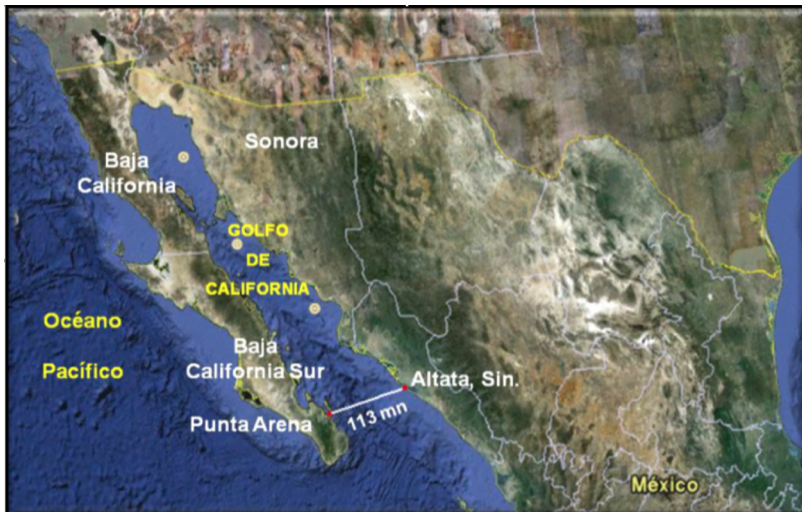 Sonora
Baja
California
GOLFO
DE
CALIFORNIA
Océano
Pacífico
Baja
California Sur
Altata, Sin.
113 mn
Punta Arena
México